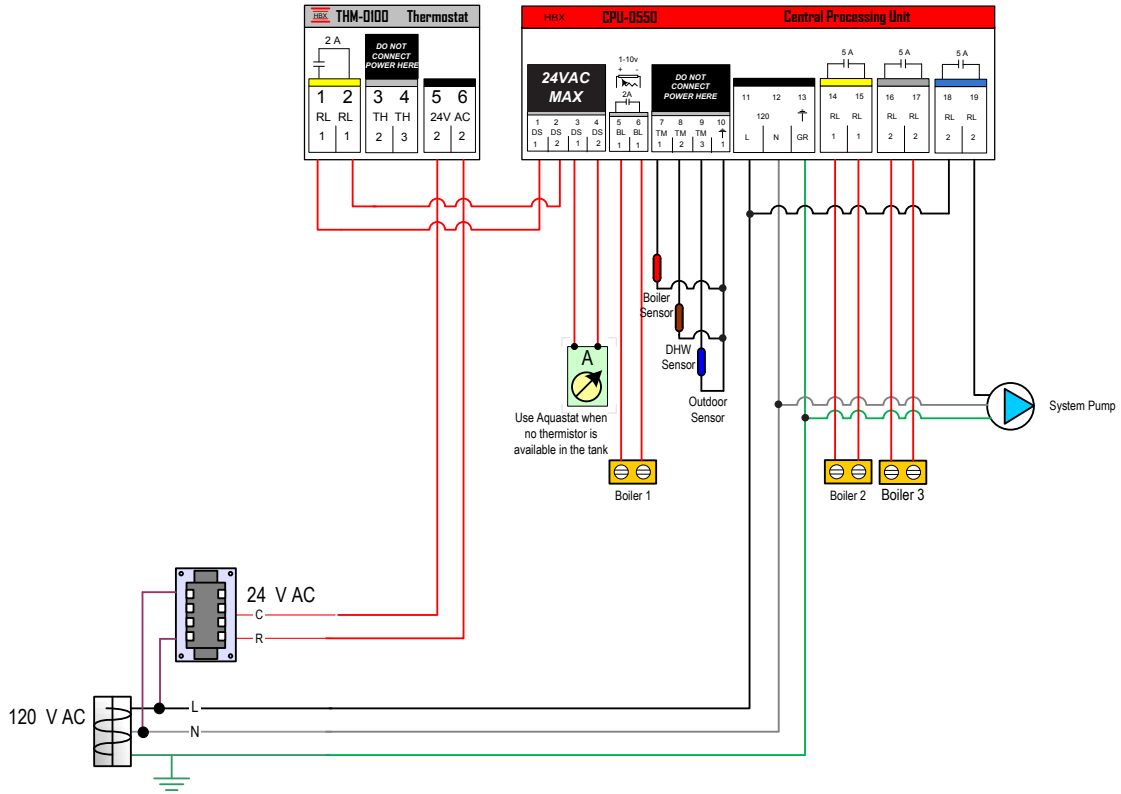 HBX THM-0100 Thermostat
2 A
DO NOT
CONNECT
POWER HERE
1 2 3 4 5 6
RL RL TH TH 24V AC
1 1 2 3 2 2
HBX CPU-0550 Central Processing Unit
24VAC
MAX
1-10v
+ -
2A
DO NOT
CONNECT
POWER HERE
5 A 5 A 5 A
1 2 3 4 5 6 7 8 9 10 11 12 13 14 15 16 17 18 19
DS DS DS DS BL BL TM TM TM 120 RL RL RL RL RL RL
1 2 1 2 1 1 1 2 3 1 L N GR 1 1 2 2 2 2
Boiler
Sensor
DHW
Sensor
Outdoor
Sensor
A
Use Aquastat when
no thermistor is
available in the tank
System Pump
Boiler 1
Boiler 2
Boiler 3
24 V AC
C
R
120 V AC
L
N